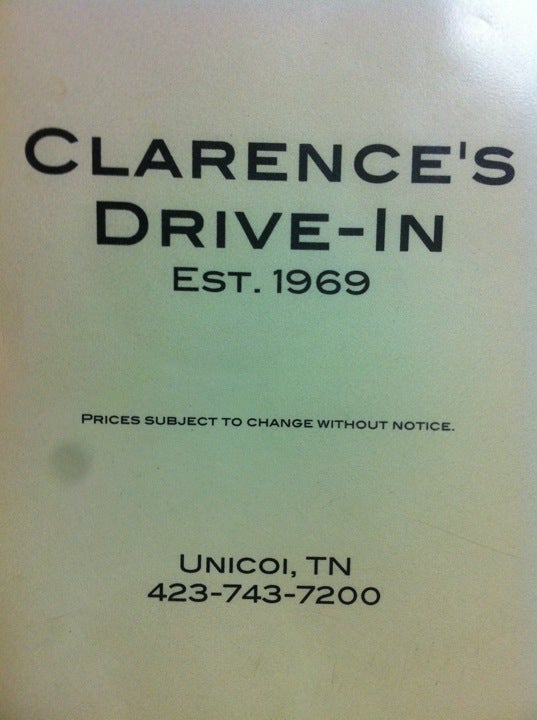 Clarence's
Drive-In
Est. 1969
Prices subject to change without notice.
Unicoi, TN
423-743-7200